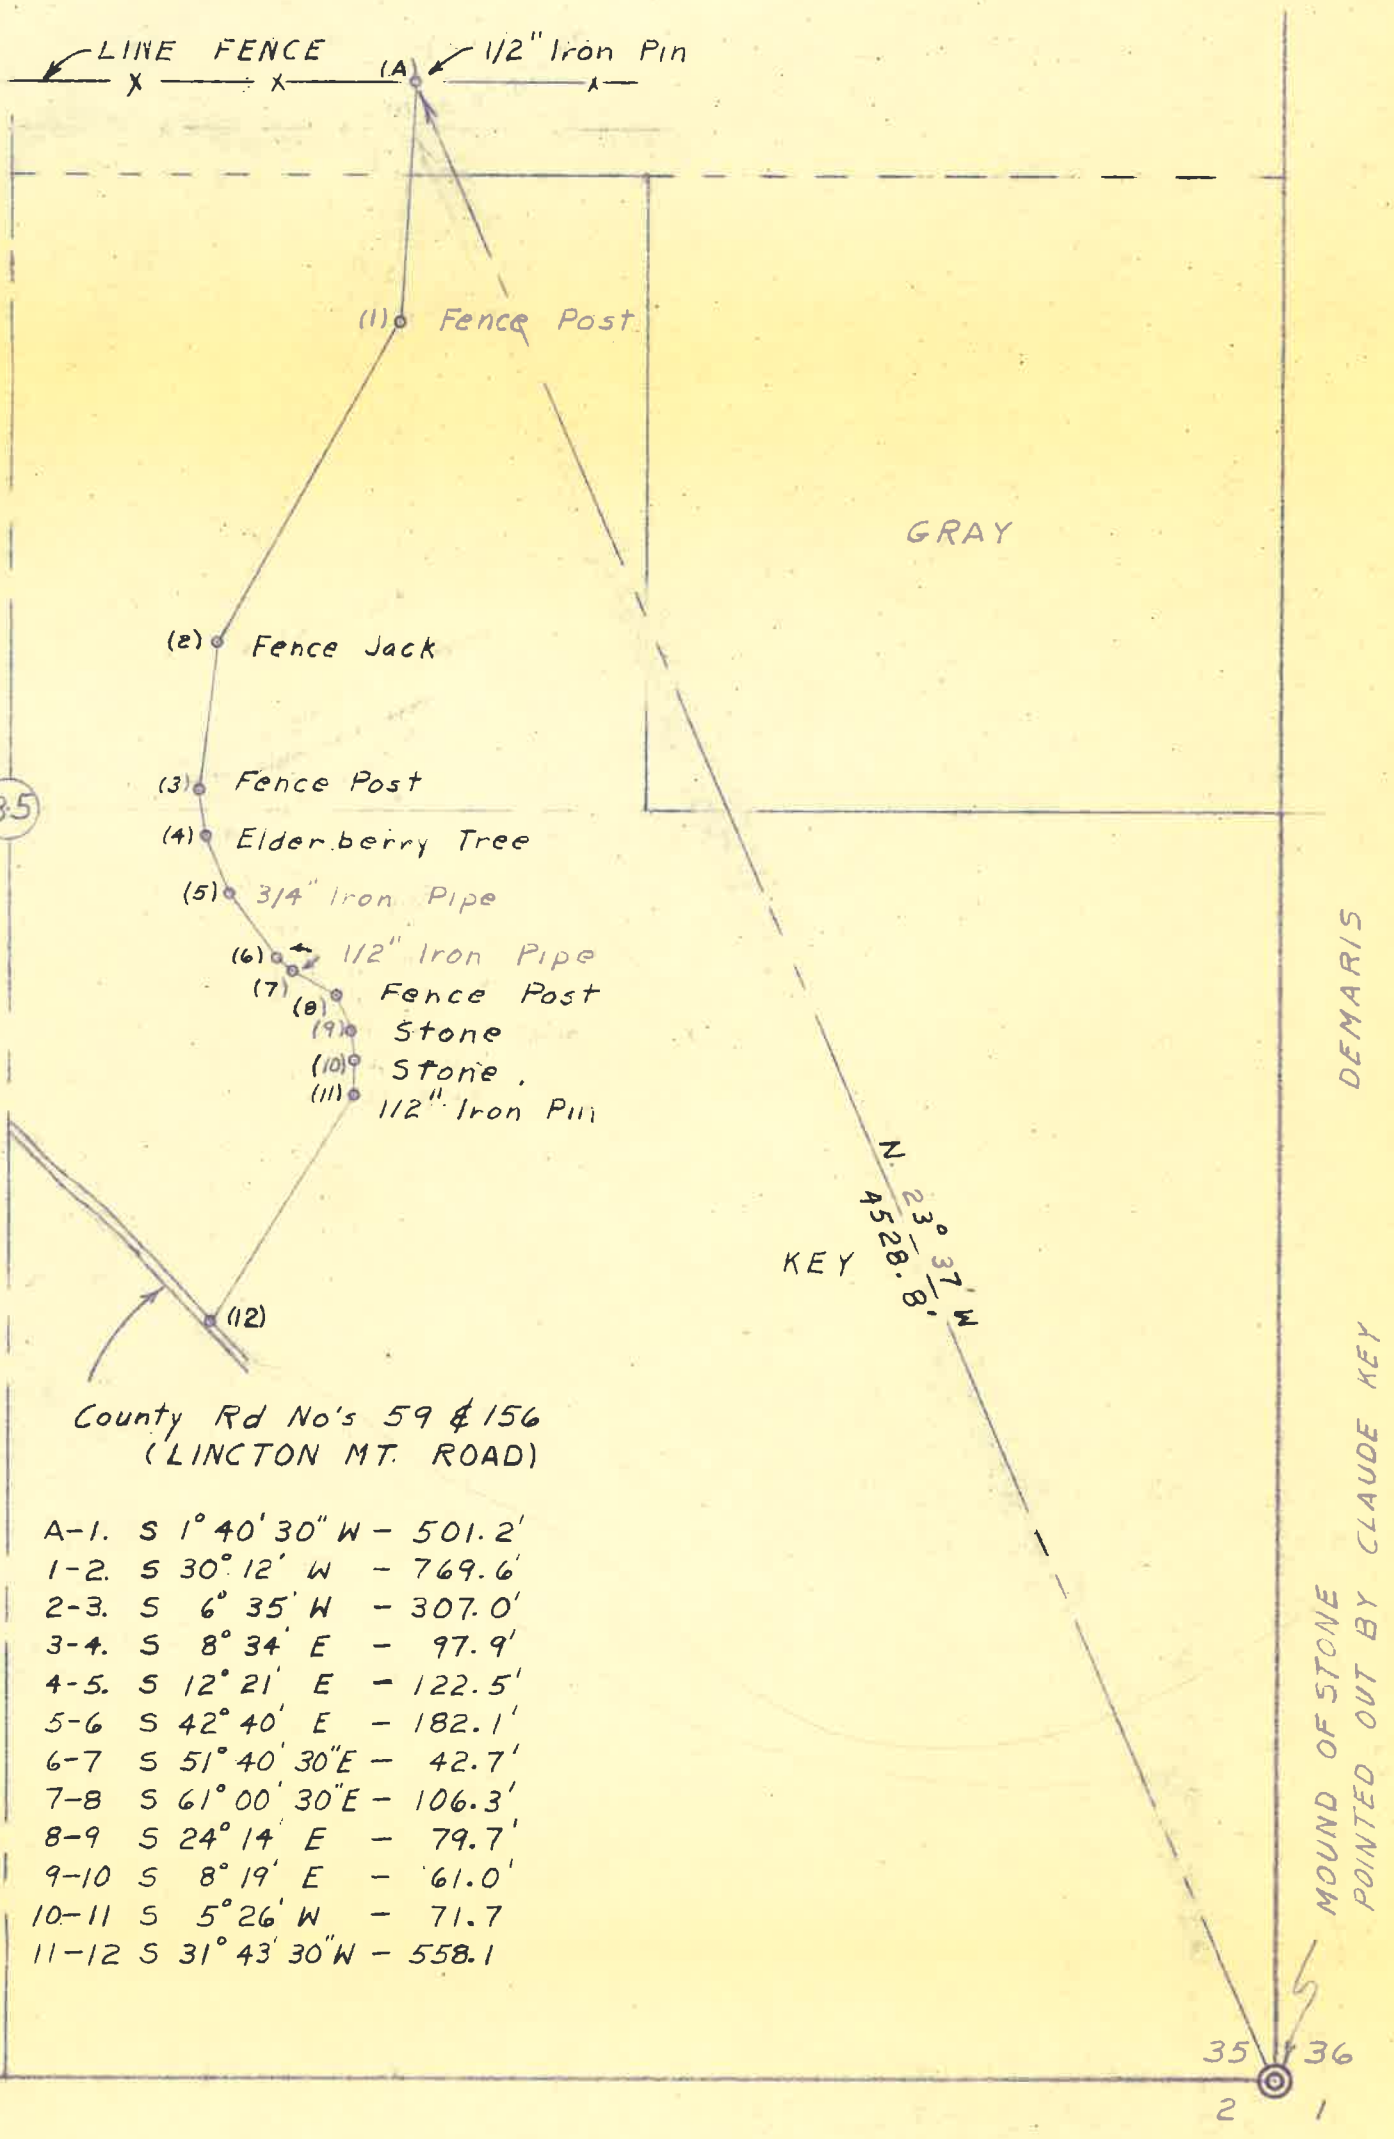 LINE FENCE
(A)
1/2" Iron Pin
(1) Fence Post
GRAY
(2) Fence Jack
(3) Fence Post
35
(4) Elderberry Tree
(5) 3/4" Iron Pipe
(6) 1/2" Iron Pipe
(7)
(8) Fence Post
(9) Stone
(10) Stone
(11) 1/2" Iron Pin
DEMARIS
N. 23° 37' W
4528.8'
KEY
(12)
County Rd No's 59 & 156
(LINCTON MT. ROAD)
A-1. S 1° 40' 30" W - 501.2'
1-2. S 30° 12' W - 769.6'
2-3. S 6° 35' W - 307.0'
3-4. S 8° 34' E - 97.9'
4-5. S 12° 21' E - 122.5'
5-6 S 42° 40' E - 182.1'
6-7 S 51° 40' 30" E - 42.7'
7-8 S 61° 00' 30" E - 106.3'
8-9 S 24° 14' E - 79.7'
9-10 S 8° 19' E - 61.0'
10-11 S 5° 26' W - 71.7
11-12 S 31° 43' 30" W - 558.1
MOUND OF STONE
POINTED OUT BY CLAUDE KEY
35 36
2 1